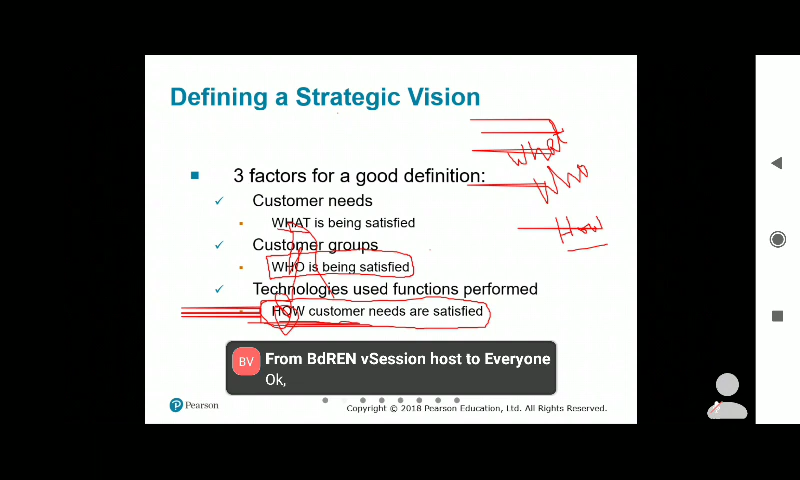 Defining a Strategic Vision
3 factors for a good definition:
Customer needs
WHAT is being satisfied
Customer groups
WHO is being satisfied
Technologies used functions performed
HOW customer needs are satisfied
What
Who
How
BV From BdREN vSession host to Everyone
Ok,
Pearson
Copyright © 2018 Pearson Education, Ltd. All Rights Reserved.